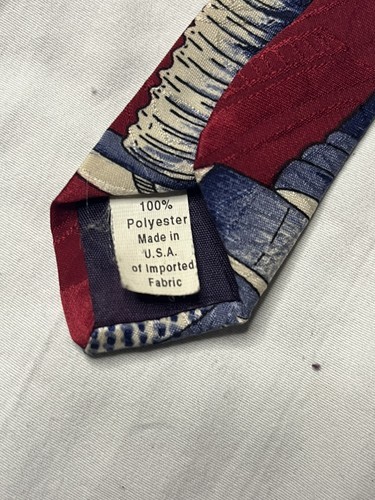 100%
Polyester
Made in
U.S.A.
of Imported
Fabric